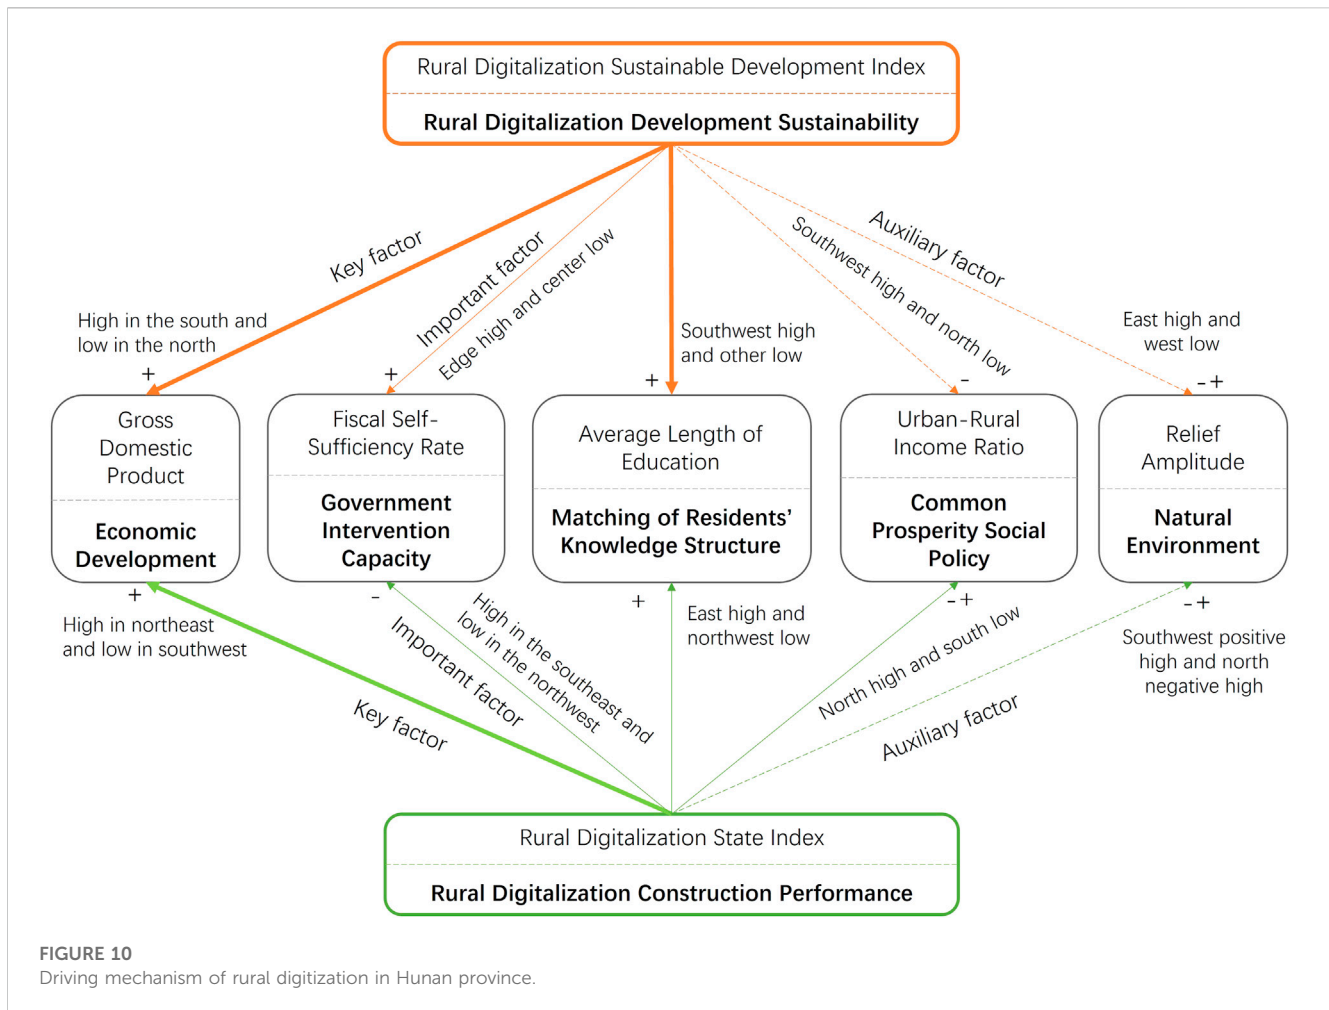 Rural Digitalization Sustainable Development Index
Rural Digitalization Development Sustainability
Key factor
Important factor
Edge high and center low
Southwest high and north low
Auxiliary factor
High in the south and
low in the north
Southwest high
and other low
East high and
west low
+
+
+
-
-+
Gross
Domestic
Product
Economic
Development
Fiscal Self-
Sufficiency Rate
Government
Intervention
Capacity
Average Length of
Education
Matching of Residents’
Knowledge Structure
Urban-Rural
Income Ratio
Common
Prosperity Social
Policy
Relief
Amplitude
Natural
Environment
+
-
+
-+
-+
High in northeast
and low in southwest
Key factor
Important factor
High in the southeast and
low in the northwest
East high and
northwest low
North high and south low
Auxiliary factor
Southwest positive
high and north
negative high
Rural Digitalization State Index
Rural Digitalization Construction Performance
FIGURE 10
Driving mechanism of rural digitization in Hunan province.